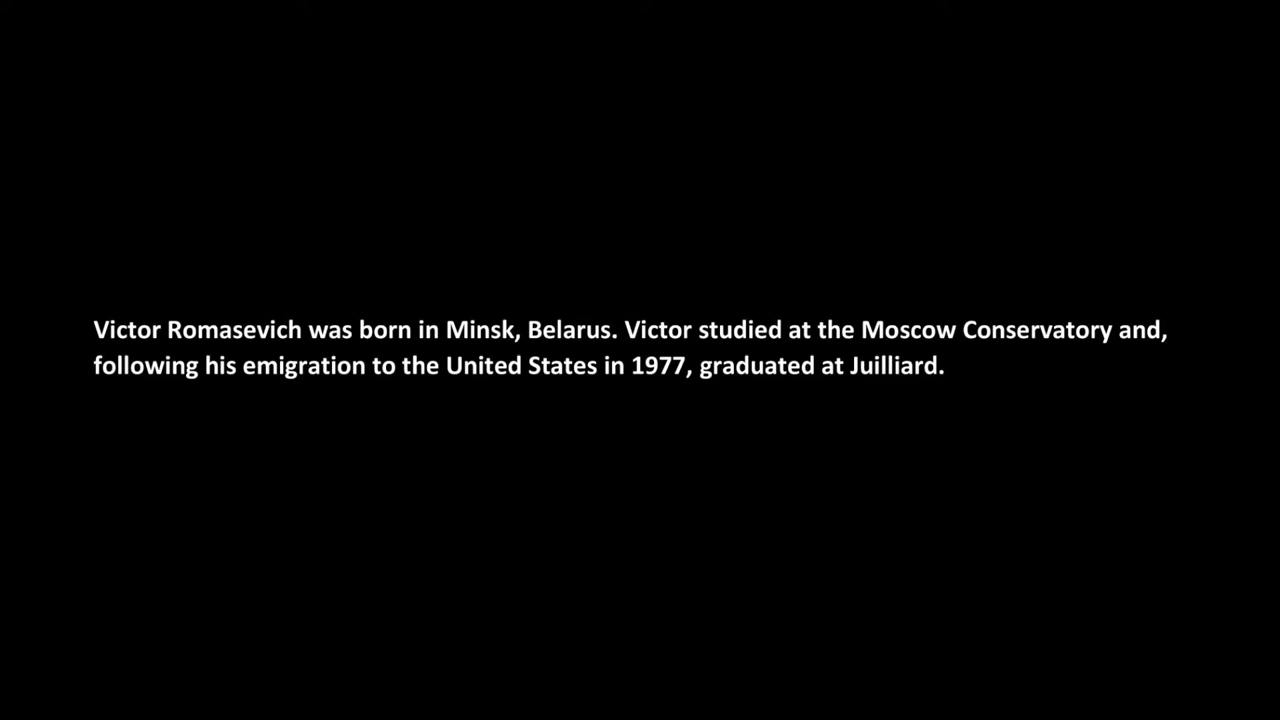 Victor Romasevich was born in Minsk, Belarus. Victor studied at the Moscow Conservatory and,
following his emigration to the United States in 1977, graduated at Juilliard.